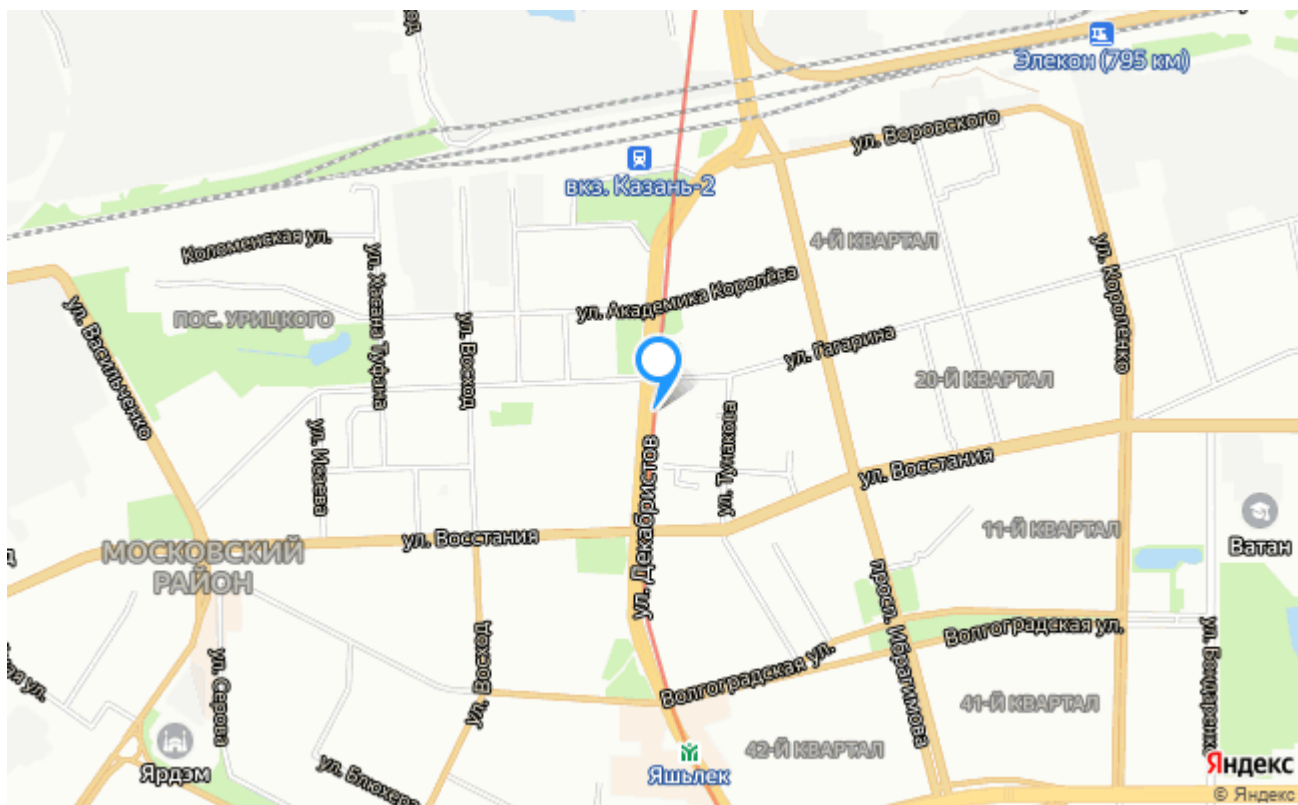 Элекон (795 км)
ул. Воровского
вкз. Казань-2
Коломенская ул.
4-Й КВАРТАЛ
ул. Хасана Туфана
ул. Короленко
ул. Академика Королёва
ПОС. УРИЦКОГО
ул. Васильченко
ул. Восход
ул. Гагарина
20-Й КВАРТАЛ
ул. Исаева
ул. Тунакова
ул. Декабристов
ул. Восстания
ул. Восстания
11-Й КВАРТАЛ
Ватан
МОСКОВСКИЙ
РАЙОН
просп. Ибрагимова
Волгоградская ул.
Волгоградская ул.
ул. Бондаренко
ул. Серова
ул. Восход
41-Й КВАРТАЛ
42-Й КВАРТАЛ
Яшьлек
Ярдэм
ул. Блюхера
Яндекс
© Яндекс